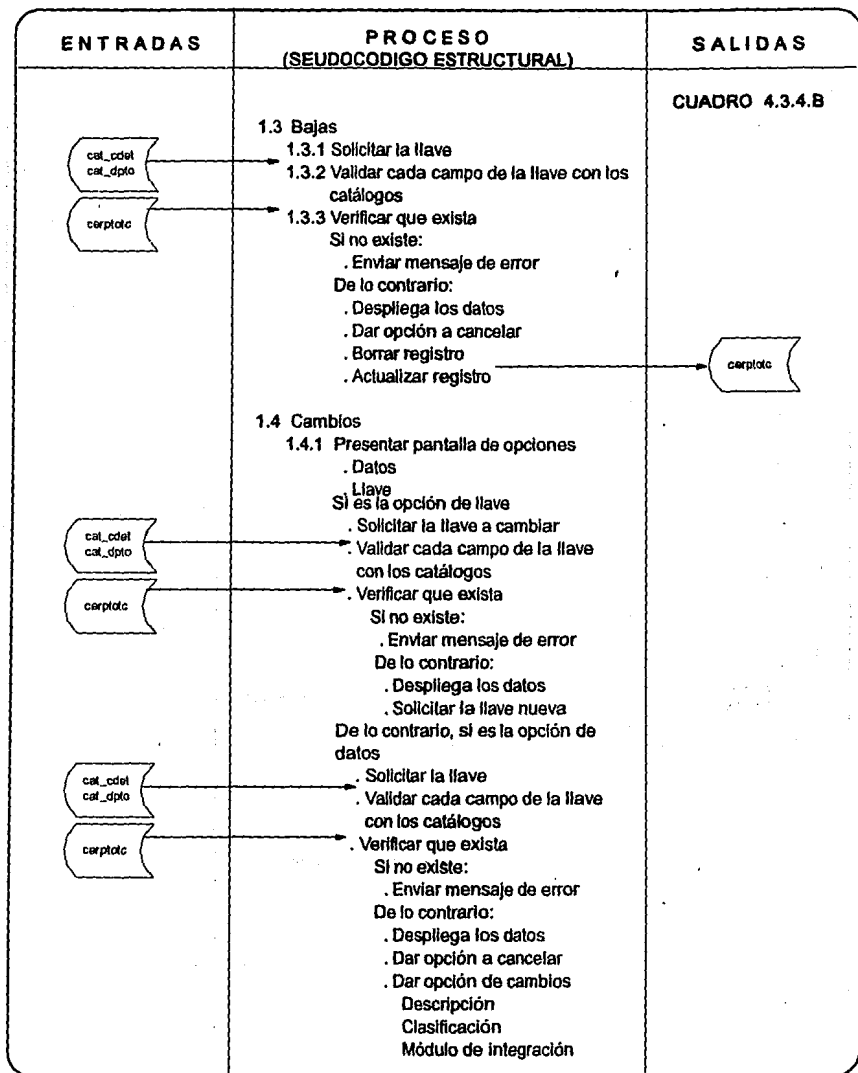 ENTRADAS
PROCESO
(SEUDOCODIGO ESTRUCTURAL)
SALIDAS
CUADRO 4.3.4.B
1.3 Bajas
1.3.1 Solicitar la llave
cat_cdet
cat_dpto
1.3.2 Validar cada campo de la llave con los
catálogos
cerptotc
1.3.3 Verificar que exista
Si no existe:
. Enviar mensaje de error
De lo contrario:
. Despliega los datos
. Dar opción a cancelar
. Borrar registro
. Actualizar registro
cerptotc
1.4 Cambios
1.4.1 Presentar pantalla de opciones
. Datos
. Llave
Si es la opción de llave
. Solicitar la llave a cambiar
cat_cdet
cat_dpto
. Validar cada campo de la llave
con los catálogos
cerptotc
. Verificar que exista
Si no existe:
. Enviar mensaje de error
De lo contrario:
. Despliega los datos
. Solicitar la llave nueva
De lo contrario, si es la opción de
datos
cat_cdet
cat_dpto
. Solicitar la llave
. Validar cada campo de la llave
con los catálogos
cerptotc
. Verificar que exista
Si no existe:
. Enviar mensaje de error
De lo contrario:
. Despliega los datos
. Dar opción a cancelar
. Dar opción de cambios
Descripción
Clasificación
Módulo de integración